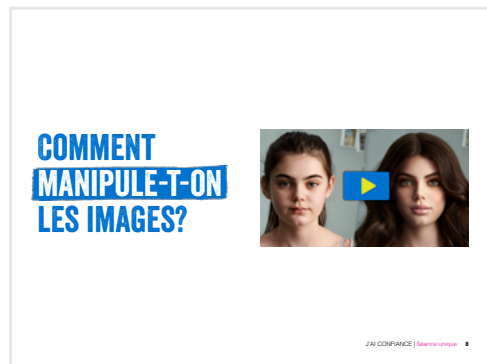 COMMENT
MANIPULE-T-ON
LES IMAGES?
J'AI CONFIANCE | Séance unique 8